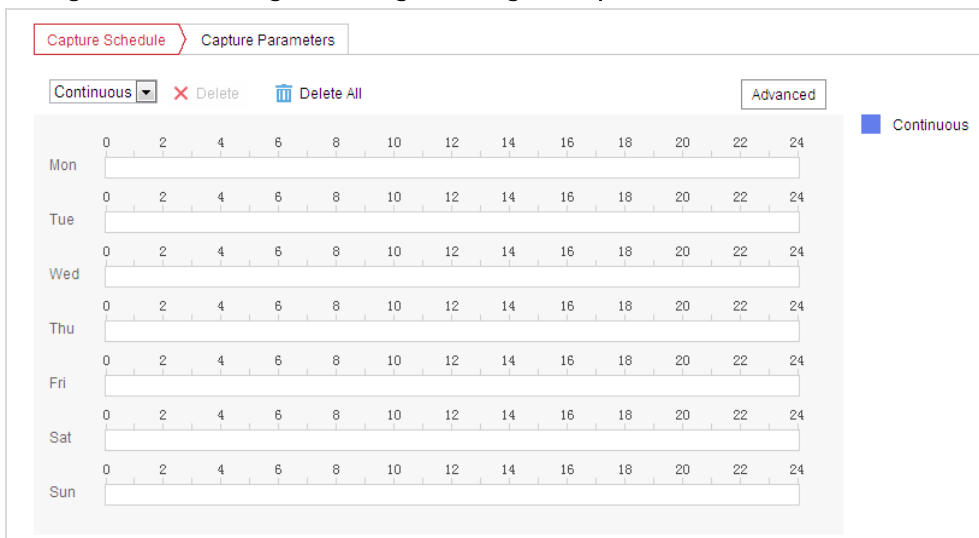 Capture Schedule Capture Parameters
Continuous Delete Delete All Advanced
Continuous
0 2 4 6 8 10 12 14 16 18 20 22 24
Mon
0 2 4 6 8 10 12 14 16 18 20 22 24
Tue
0 2 4 6 8 10 12 14 16 18 20 22 24
Wed
0 2 4 6 8 10 12 14 16 18 20 22 24
Thu
0 2 4 6 8 10 12 14 16 18 20 22 24
Fri
0 2 4 6 8 10 12 14 16 18 20 22 24
Sat
0 2 4 6 8 10 12 14 16 18 20 22 24
Sun